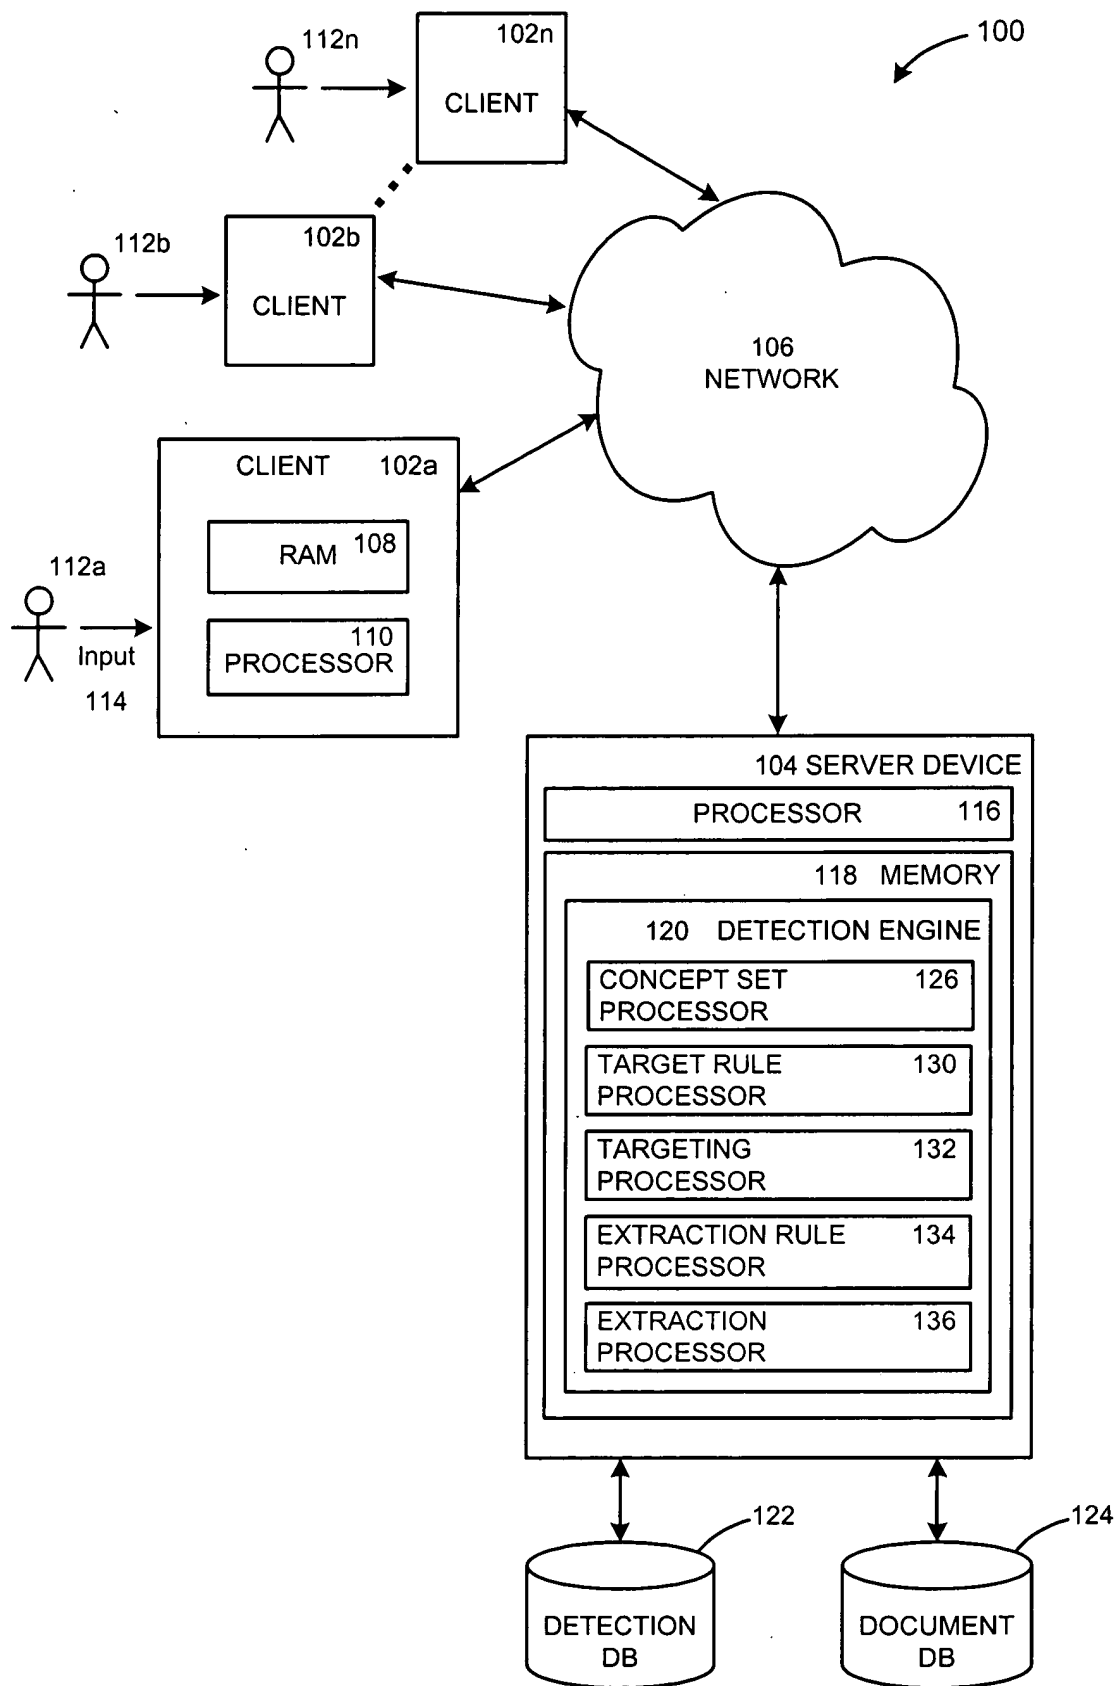 100
112n
102n
CLIENT
112b
102b
CLIENT
106
NETWORK
CLIENT 102a
RAM 108
112a
Input
114
110
PROCESSOR
104 SERVER DEVICE
PROCESSOR 116
118 MEMORY
120 DETECTION ENGINE
CONCEPT SET 126
PROCESSOR
TARGET RULE 130
PROCESSOR
TARGETING 132
PROCESSOR
EXTRACTION RULE 134
PROCESSOR
EXTRACTION 136
PROCESSOR
122
124
DETECTION
DB
DOCUMENT
DB